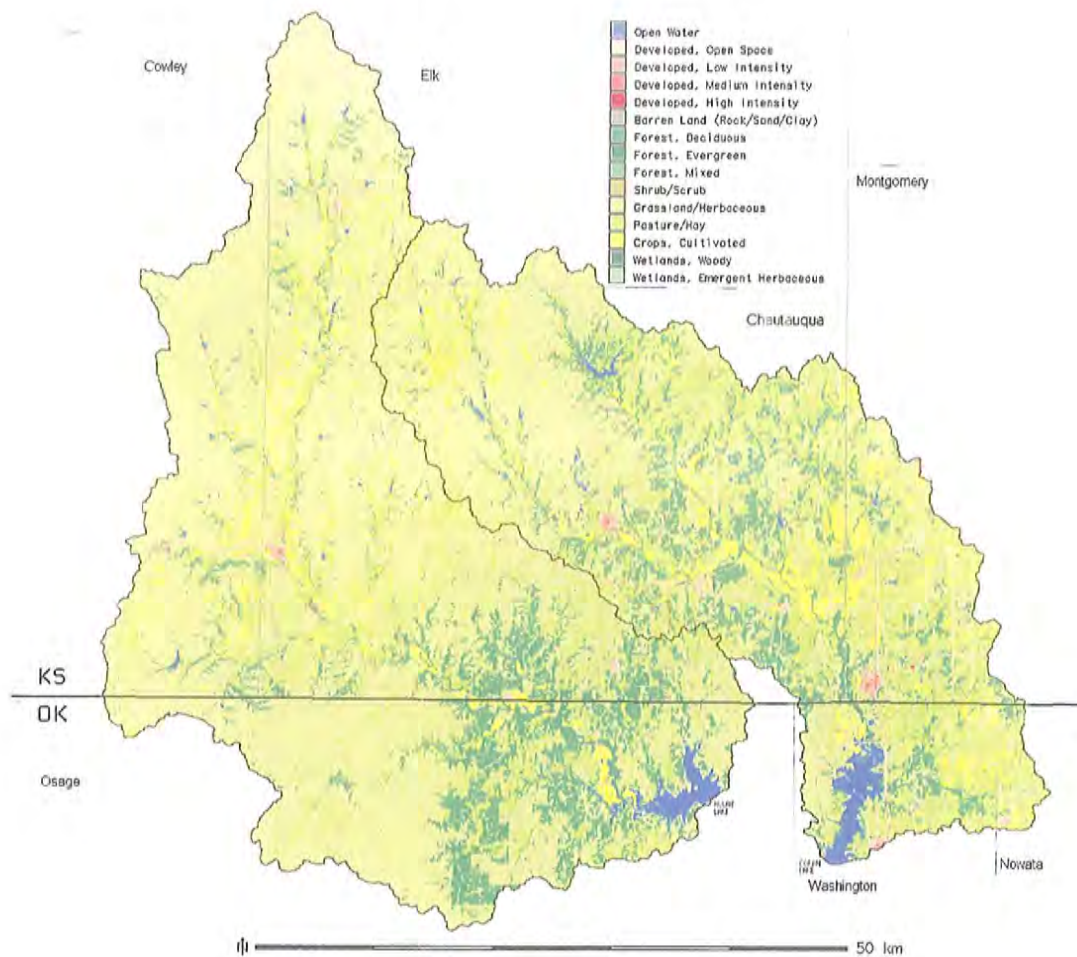 Cowley
Elk
Open Water
Developed, Open Space
Developed, Low Intensity
Developed, Medium Intensity
Developed, High Intensity
Barren Land (Rock/Sand/Clay)
Forest, Deciduous
Forest, Evergreen
Forest, Mixed
Shrub/Scrub
Grassland/Herbaceous
Pasture/Hay
Crops, Cultivated
Wetlands, Woody
Wetlands, Emergent Herbaceous
Montgomery
Chautauqua
KS
OK
Osage
Washington
Nowata
50 km